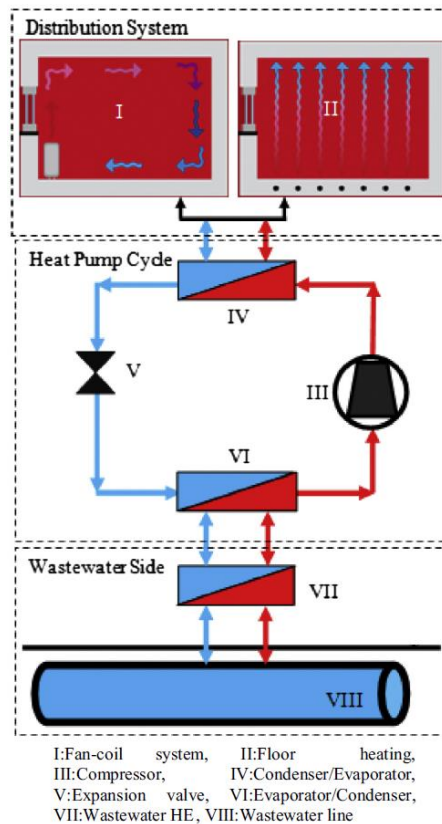 Distribution System
I
II
Heat Pump Cycle
IV
V
III
VI
Wastewater Side
VII
VIII
I:Fan-coil system, II:Floor heating,
III:Compressor, IV:Condenser/Evaporator,
V:Expansion valve, VI:Evaporator/Condenser,
VII:Wastewater HE, VIII:Wastewater line